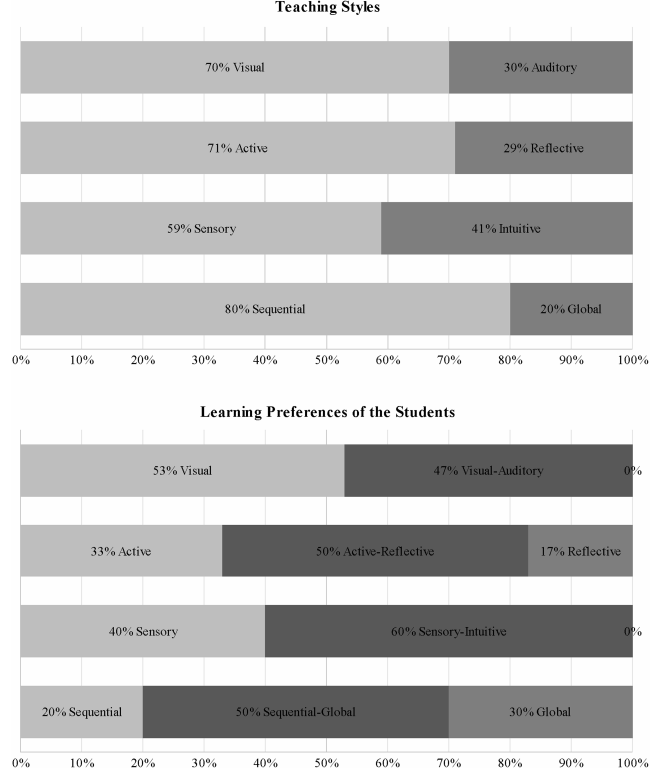 Teaching Styles
70% Visual 30% Auditory
71% Active 29% Reflective
59% Sensory 41% Intuitive
80% Sequential 20% Global
0% 10% 20% 30% 40% 50% 60% 70% 80% 90% 100%
Learning Preferences of the Students
53% Visual 47% Visual-Auditory 0%
33% Active 50% Active-Reflective 17% Reflective
40% Sensory 60% Sensory-Intuitive 0%
20% Sequential 50% Sequential-Global 30% Global
0% 10% 20% 30% 40% 50% 60% 70% 80% 90% 100%